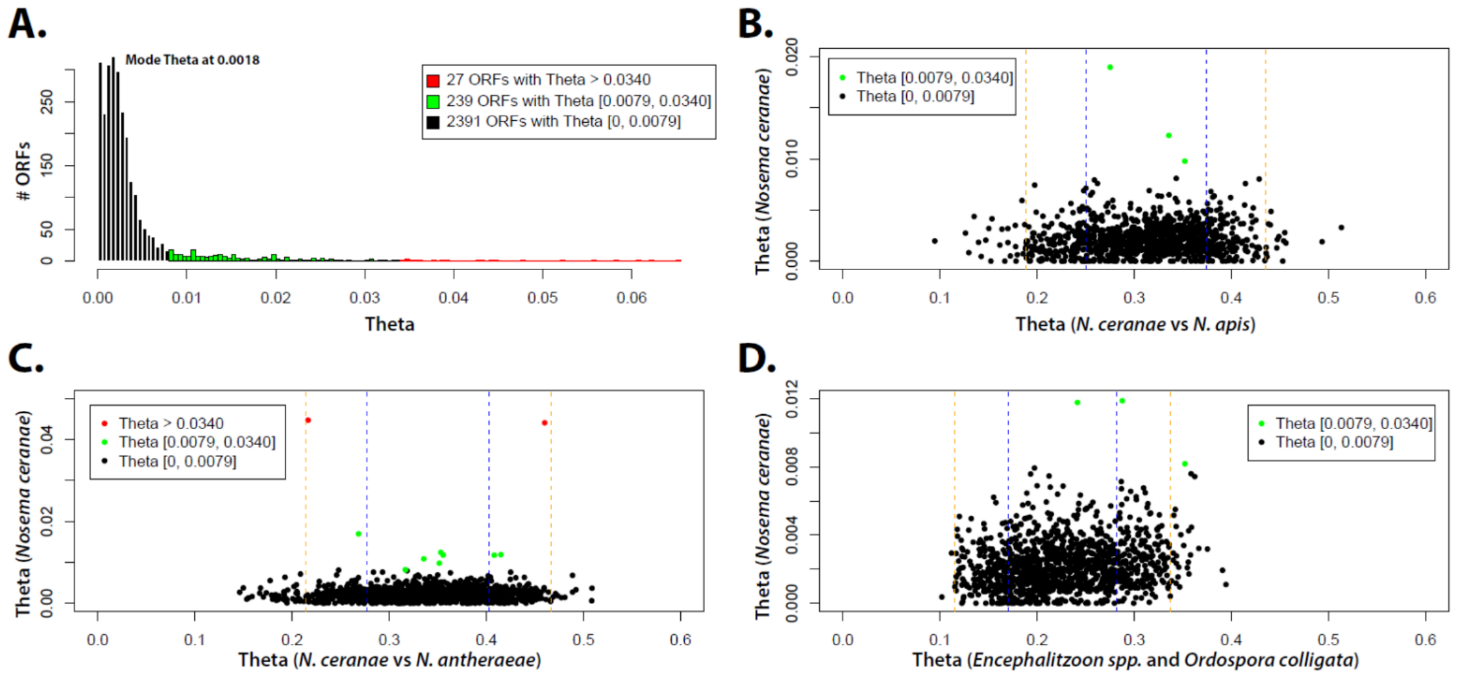 A.
Mode Theta at 0.0018
27 ORFs with Theta > 0.0340
239 ORFs with Theta [0.0079, 0.0340]
2391 ORFs with Theta [0, 0.0079]
# ORFs
0
50
150
250
0.00 0.01 0.02 0.03 0.04 0.05 0.06
Theta
B.
Theta [0.0079, 0.0340]
Theta [0, 0.0079]
Theta (Nosema ceranae)
0.000
0.010
0.020
0.0 0.1 0.2 0.3 0.4 0.5 0.6
Theta (N. ceranae vs N. apis)
C.
Theta > 0.0340
Theta [0.0079, 0.0340]
Theta [0, 0.0079]
Theta (Nosema ceranae)
0.00
0.02
0.04
0.0 0.1 0.2 0.3 0.4 0.5 0.6
Theta (N. ceranae vs N. antheraeae)
D.
Theta [0.0079, 0.0340]
Theta [0, 0.0079]
Theta (Nosema ceranae)
0.000
0.004
0.008
0.012
0.0 0.1 0.2 0.3 0.4 0.5 0.6
Theta (Encephalitzoon spp. and Ordospora colligata)